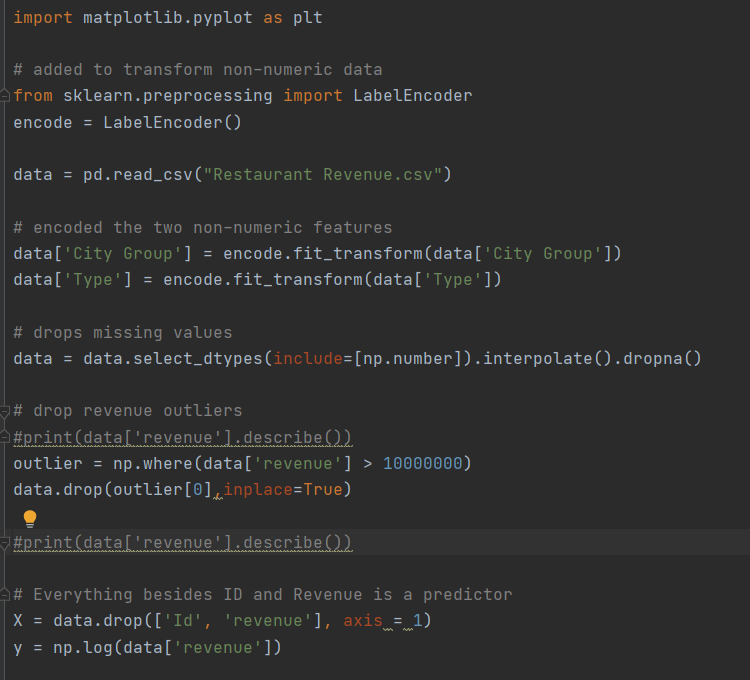 import matplotlib.pyplot as plt
# added to transform non-numeric data
from sklearn.preprocessing import LabelEncoder
encode = LabelEncoder()
data = pd.read_csv("Restaurant Revenue.csv")
# encoded the two non-numeric features
data['City Group'] = encode.fit_transform(data['City Group'])
data['Type'] = encode.fit_transform(data['Type'])
# drops missing values
data = data.select_dtypes(include=[np.number]).interpolate().dropna()
# drop revenue outliers
#print(data['revenue'].describe())
outlier = np.where(data['revenue'] > 10000000)
data.drop(outlier[0],inplace=True)
#print(data['revenue'].describe())
# Everything besides ID and Revenue is a predictor
X = data.drop(['Id', 'revenue'], axis = 1)
y = np.log(data['revenue'])